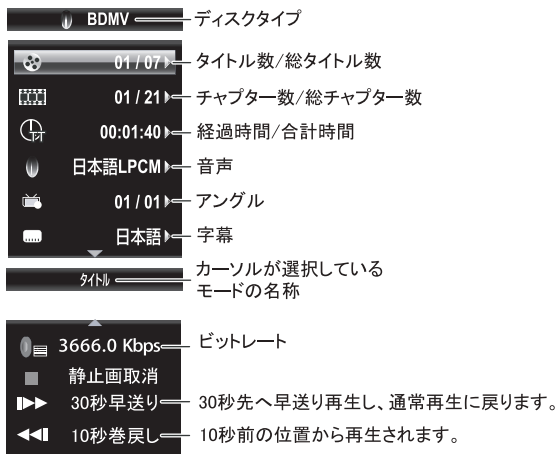 BDMV ディスクタイプ
01 / 07 タイトル数/総タイトル数
01 / 21 チャプター数/総チャプター数
00:01:40 経過時間/合計時間
日本語LPCM 音声
01 / 01 アングル
日本語 字幕
タイトル カーソルが選択している
モードの名称
3666.0 Kbps ビットレート
静止画取消
30秒早送り 30秒先へ早送り再生し、通常再生に戻ります。
10秒巻戻し 10秒前の位置から再生されます。